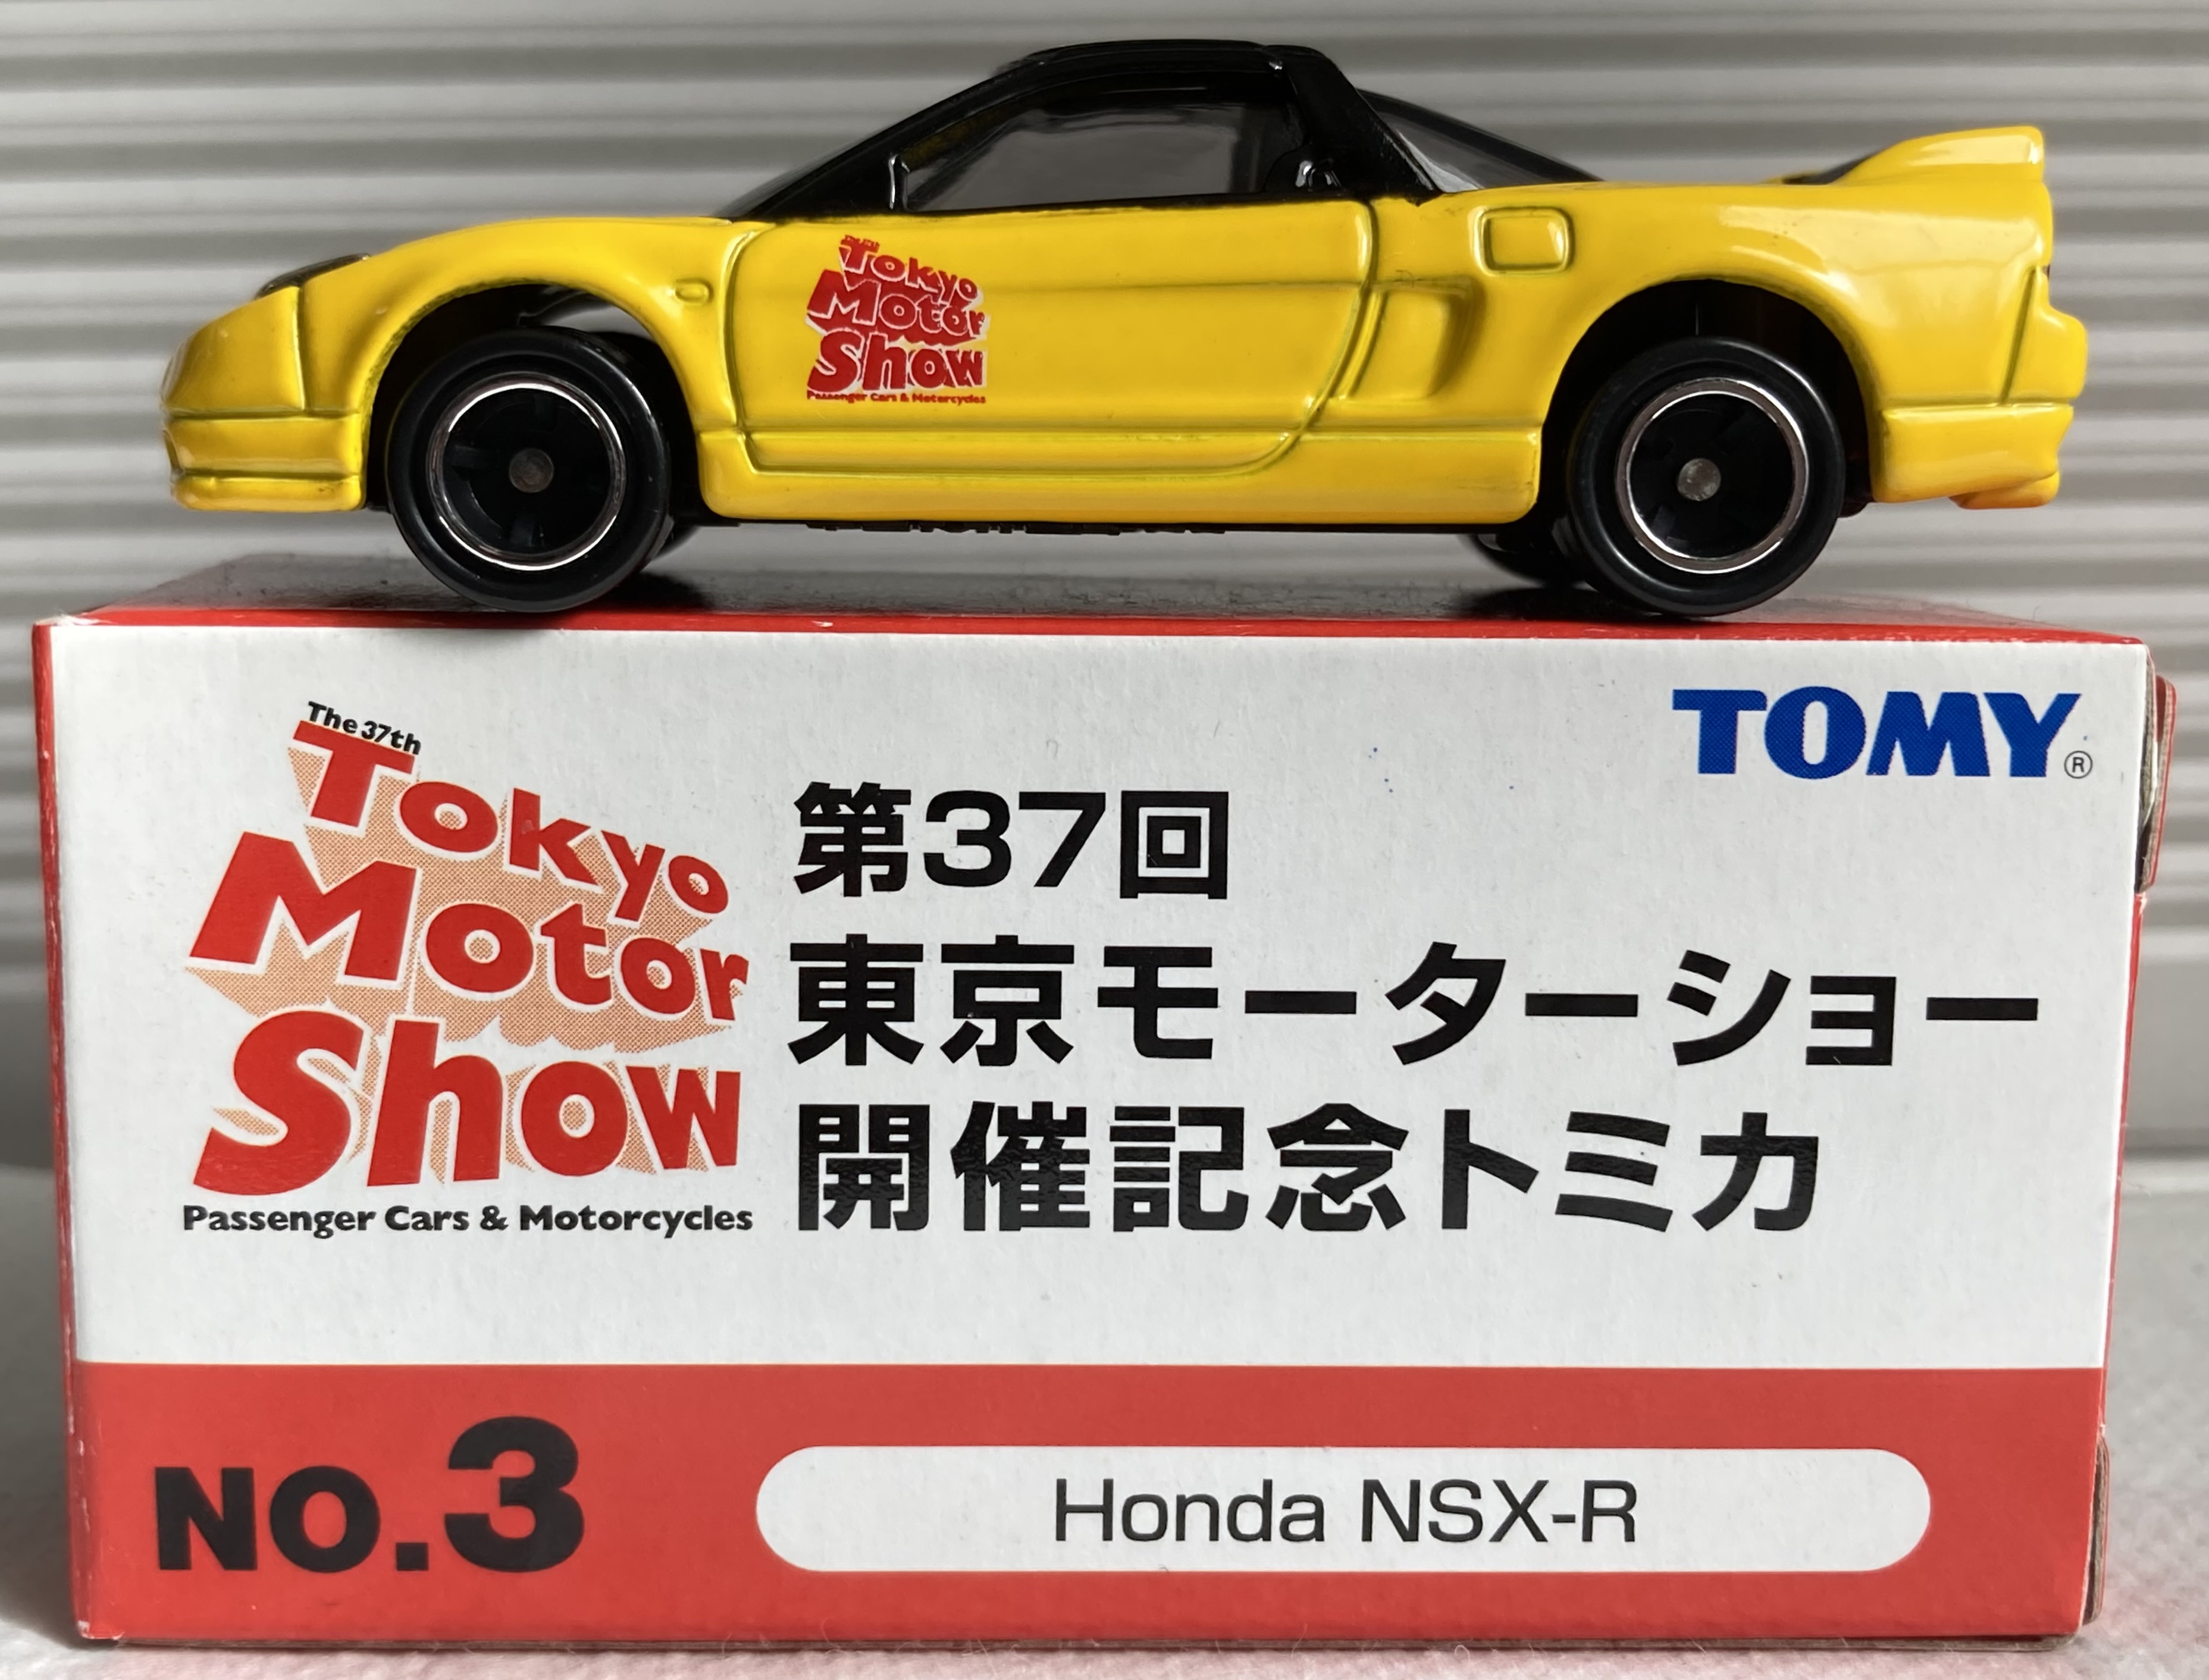 Tokyo
Motor
Show
Passenger Cars & Motorcycles
The 37th
Tokyo
Motor
Show
Passenger Cars & Motorcycles
TOMY®
第37回
東京モーターショー
開催記念トミカ
NO.3
Honda NSX-R